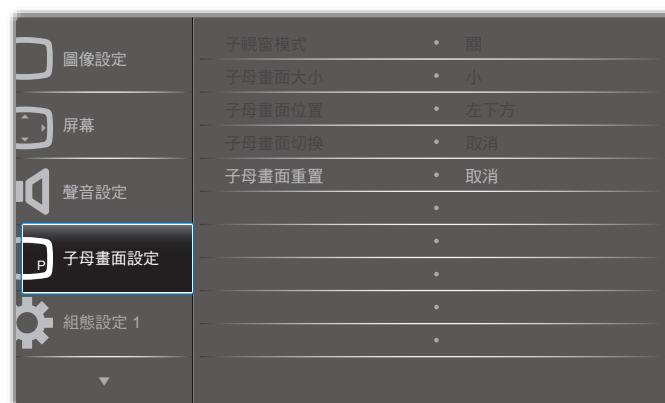 圖像設定
屏幕
聲音設定
P
子母畫面設定
組態設定 1
子視窗模式 • 關
子母畫面大小 • 小
子母畫面位置 • 左下方
子母畫面切換 • 取消
子母畫面重置 • 取消